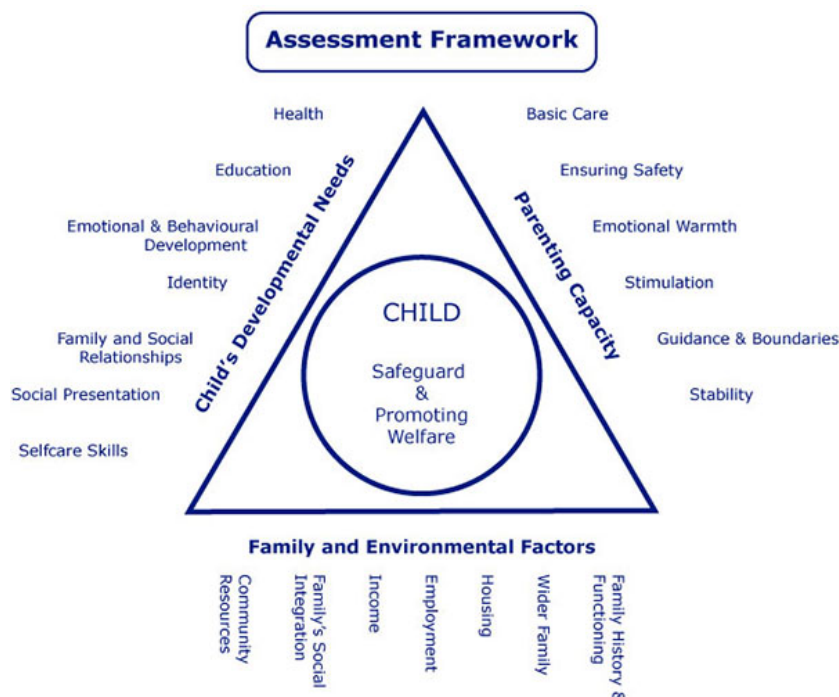 Assessment Framework
Health
Education
Emotional & Behavioural
Development
Identity
Family and Social
Relationships
Social Presentation
Selfcare Skills
Child's Developmental Needs
CHILD
Safeguard
&
Promoting
Welfare
Parenting Capacity
Basic Care
Ensuring Safety
Emotional Warmth
Stimulation
Guidance & Boundaries
Stability
Family and Environmental Factors
Community
Resources
Family's Social
Integration
Income
Employment
Housing
Wider Family
Family History &
Functioning